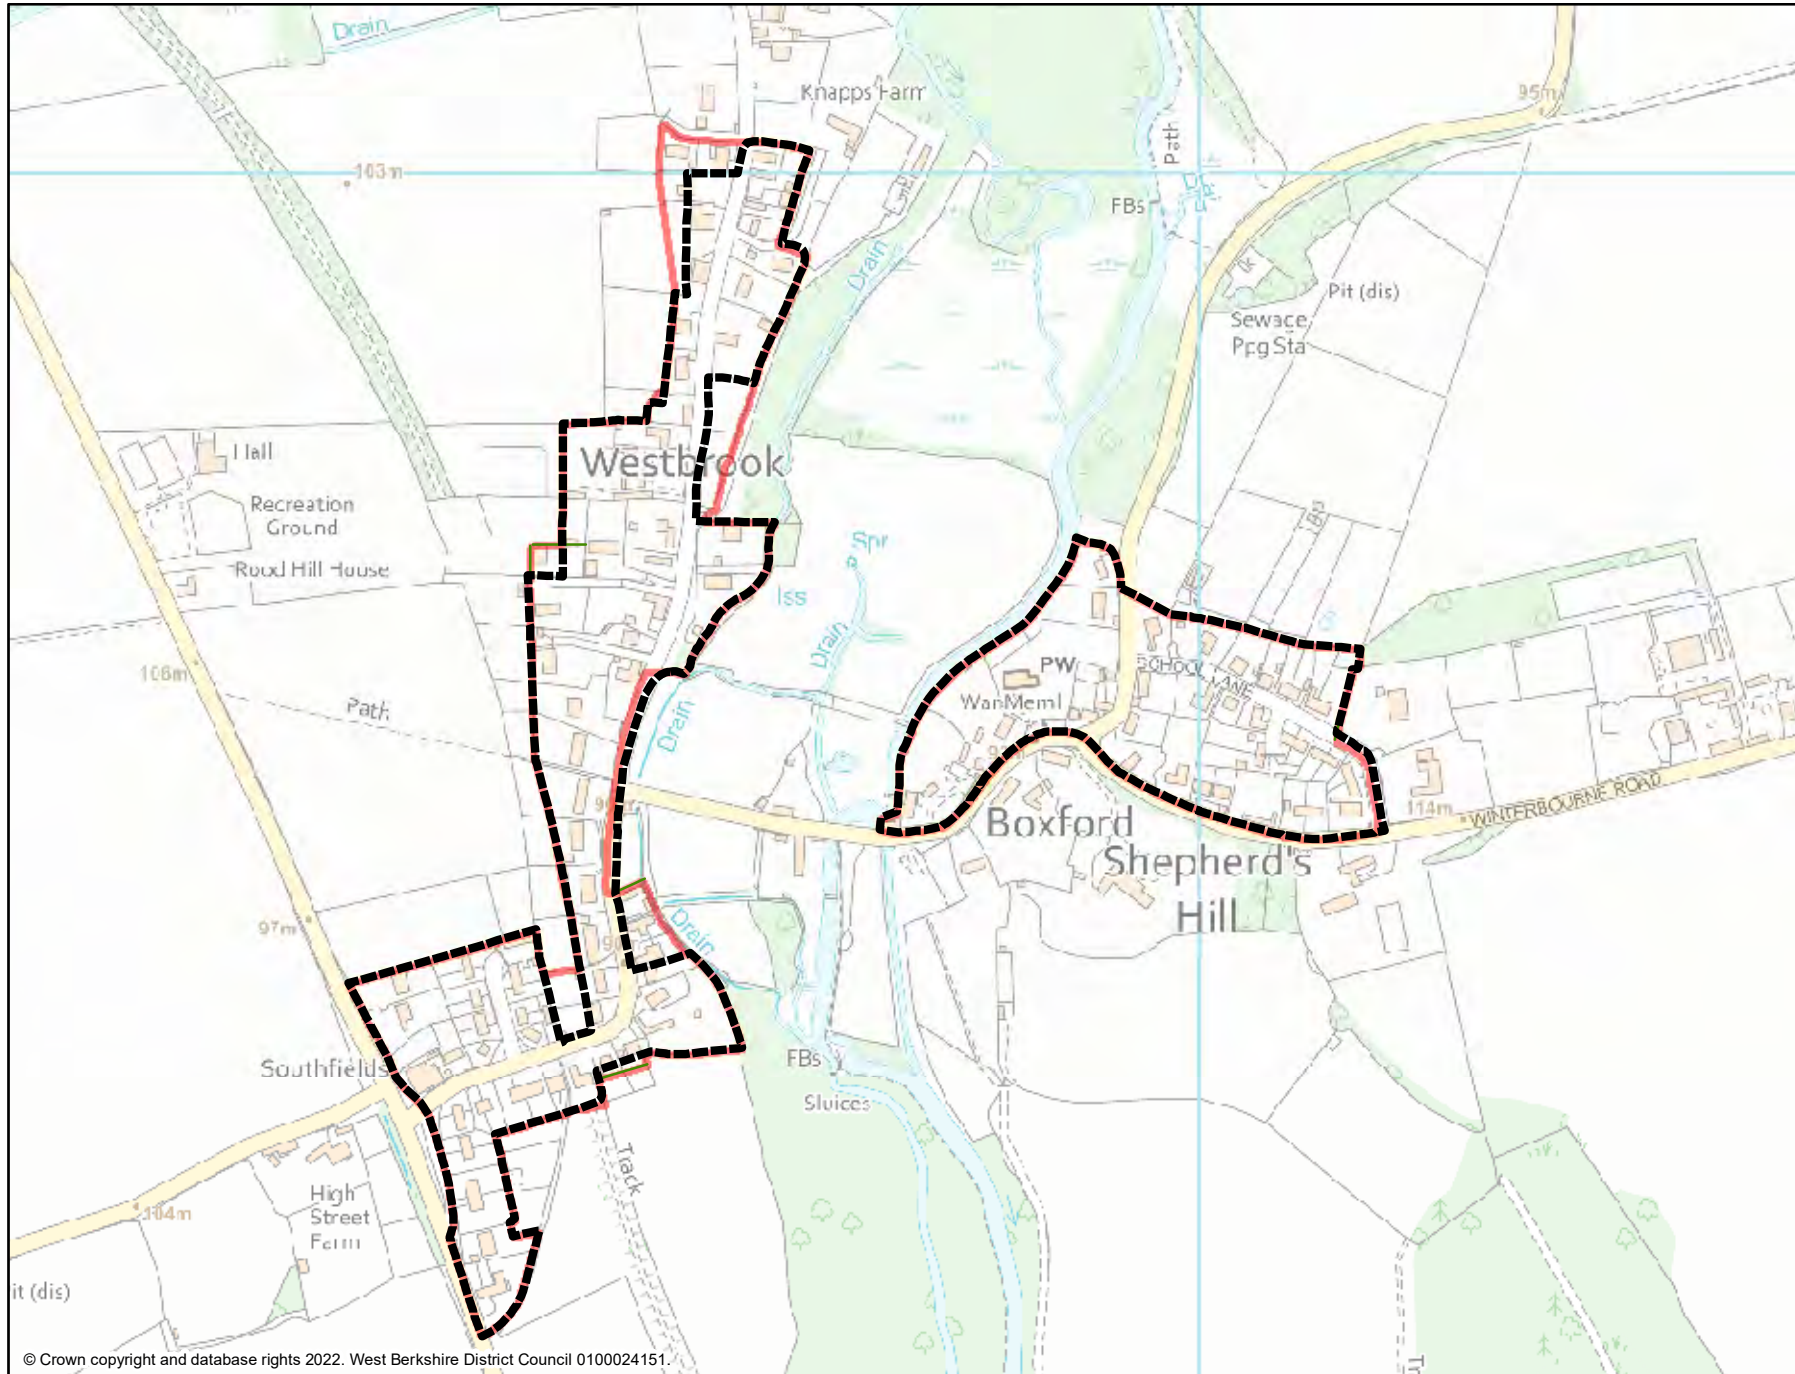 Drain
Knapps Farm
95m
Path
103m
Drain
FBs
Drain
Pit (dis)
Sewage
Ppg Sta
Hall
Westbrook
Recreation
Ground
Spr
Rood Hill House
Iss
Drain
PW
SCHOOL LANE
106m
War Meml
Path
Drain
WINTERBOURNE ROAD
114m
Boxford
Shepherd's
Hill
97m
Drain
Southfields
FBs
Sluices
Track
High
Street
Farm
104m
it (dis)
© Crown copyright and database rights 2022. West Berkshire District Council 0100024151.